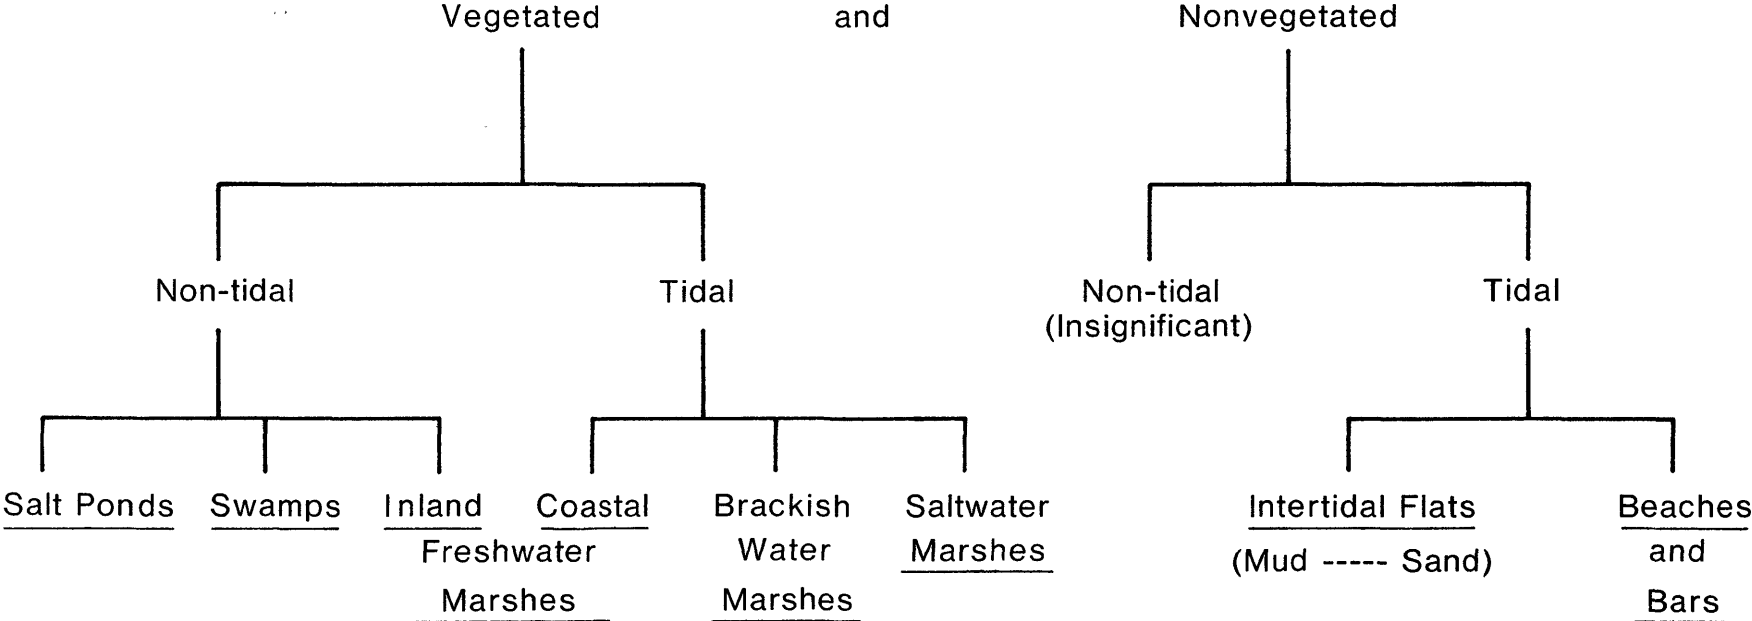 Vegetated and Nonvegetated
Non-tidal Tidal Non-tidal Tidal
(Insignificant)
Salt Ponds Swamps Inland Coastal Brackish Saltwater Intertidal Flats Beaches
Freshwater Water Marshes (Mud ----- Sand) and
Marshes Marshes Bars